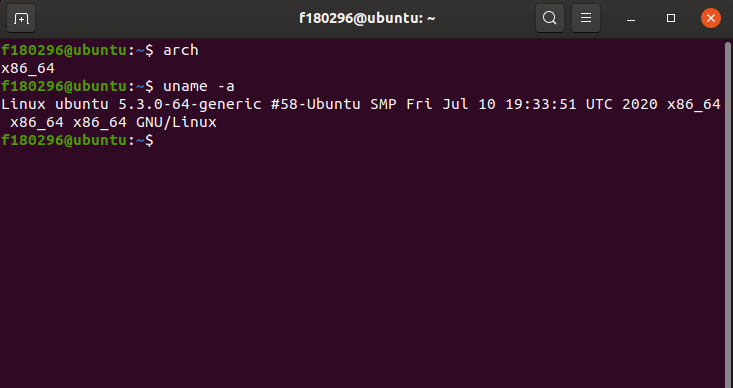 f180296@ubuntu: ~
f180296@ubuntu:~$ arch
x86_64
f180296@ubuntu:~$ uname -a
Linux ubuntu 5.3.0-64-generic #58-Ubuntu SMP Fri Jul 10 19:33:51 UTC 2020 x86_64
 x86_64 x86_64 GNU/Linux
f180296@ubuntu:~$